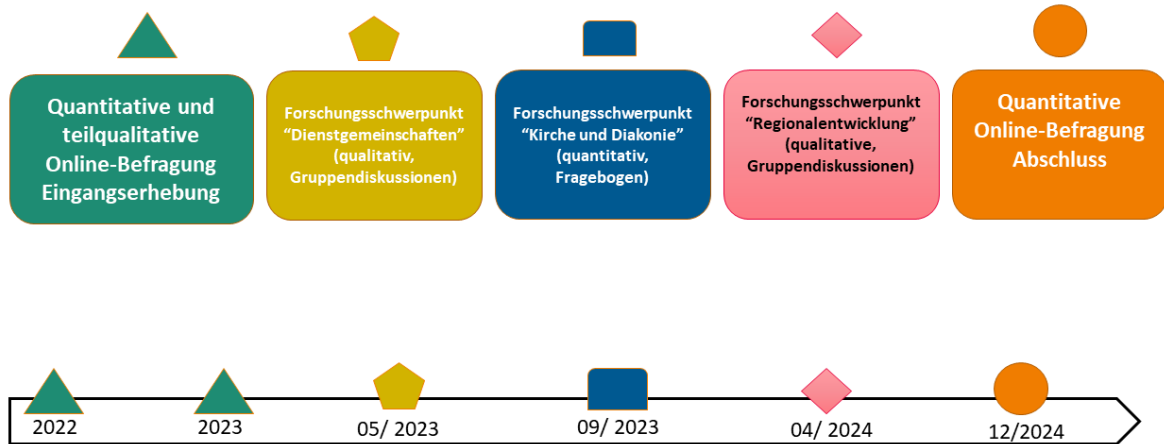 Quantitative und
teilqualitative
Online-Befragung
Eingangserhebung
Forschungsschwerpunkt
“Dienstgemeinschaften”
(qualitativ,
Gruppendiskussionen)
Forschungsschwerpunkt
“Kirche und Diakonie”
(quantitativ,
Fragebogen)
Forschungsschwerpunkt
“Regionalentwicklung”
(qualitative,
Gruppendiskussionen)
Quantitative
Online-Befragung
Abschluss
2022
2023
05/ 2023
09/ 2023
04/ 2024
12/2024